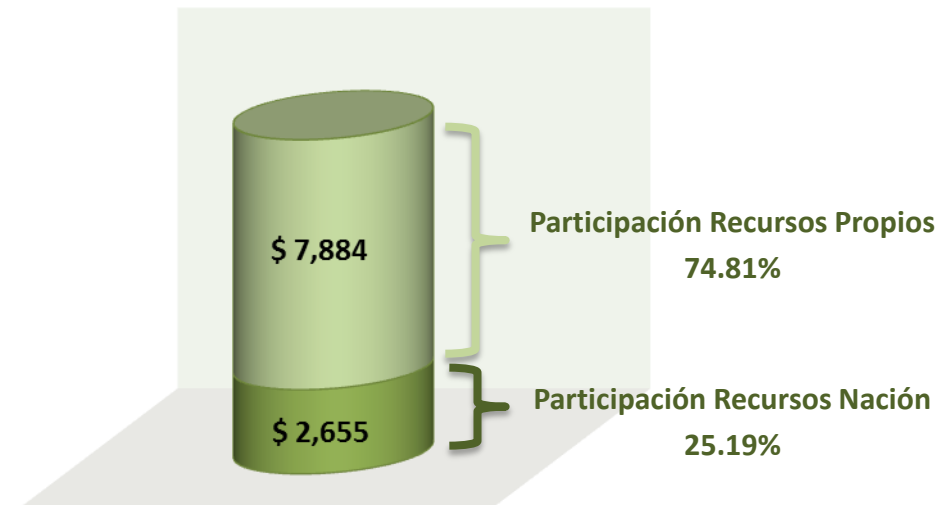 $ 7,884
Participación Recursos Propios
74.81%
$ 2,655
Participación Recursos Nación
25.19%